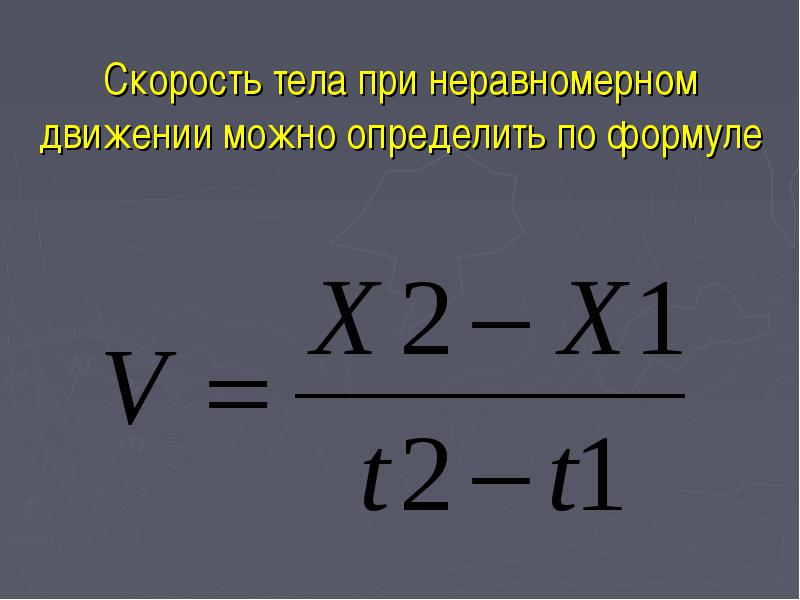 Скорость тела при неравномерном
движении можно определить по формуле
V = (X2 − X1) / (t2 − t1)
N
E
S